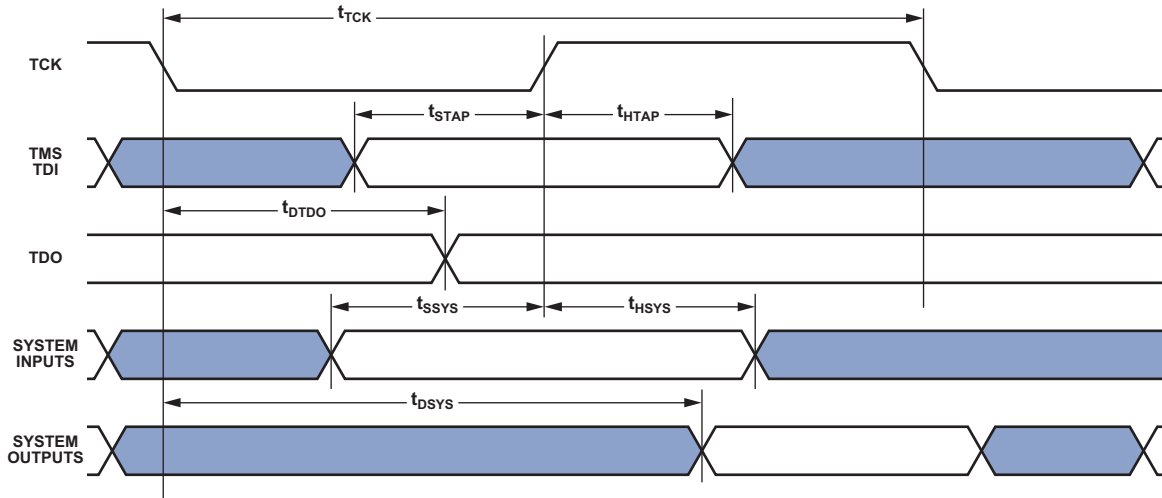 tTCK
TCK
tSTAP
tHTAP
TMS
TDI
tDTDO
TDO
tSSYS
tHSYS
SYSTEM
INPUTS
tDSYS
SYSTEM
OUTPUTS